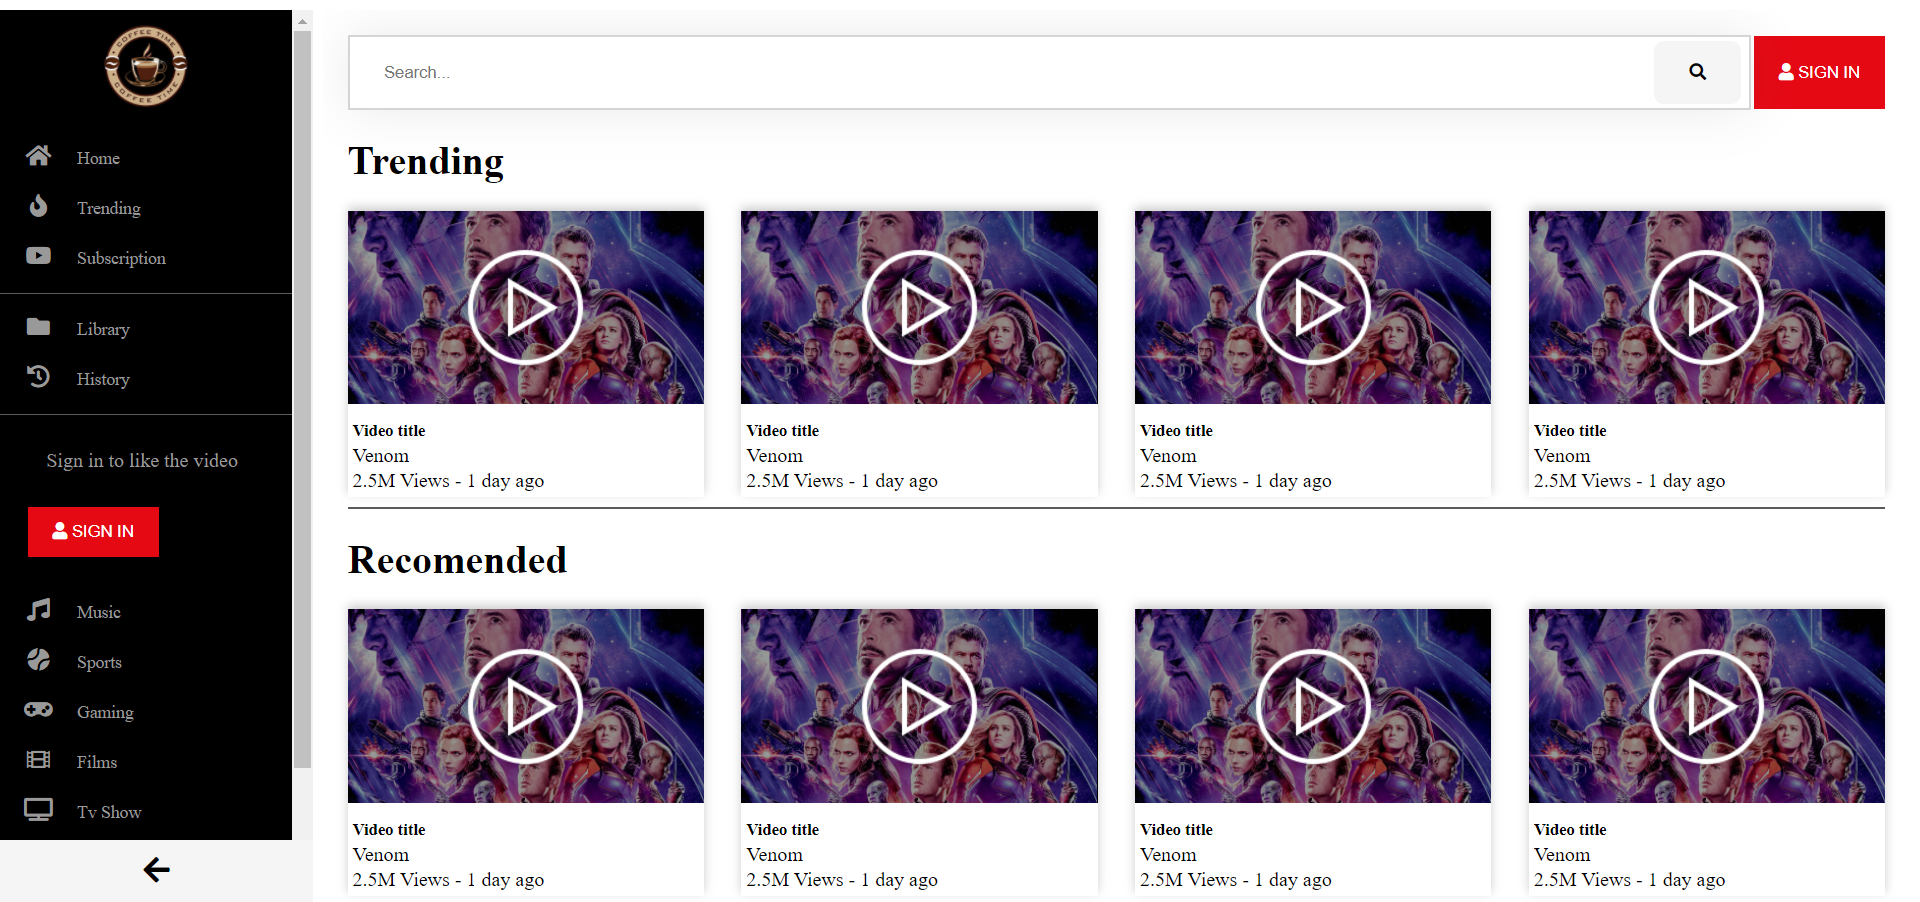 COFFEE TIME
COFFEE TIME
Home
Trending
Subscription
Library
History
Sign in to like the video
SIGN IN
Music
Sports
Gaming
Films
Tv Show
Search...
SIGN IN
Trending
Video title
Venom
2.5M Views - 1 day ago
Video title
Venom
2.5M Views - 1 day ago
Video title
Venom
2.5M Views - 1 day ago
Video title
Venom
2.5M Views - 1 day ago
Recomended
Video title
Venom
2.5M Views - 1 day ago
Video title
Venom
2.5M Views - 1 day ago
Video title
Venom
2.5M Views - 1 day ago
Video title
Venom
2.5M Views - 1 day ago